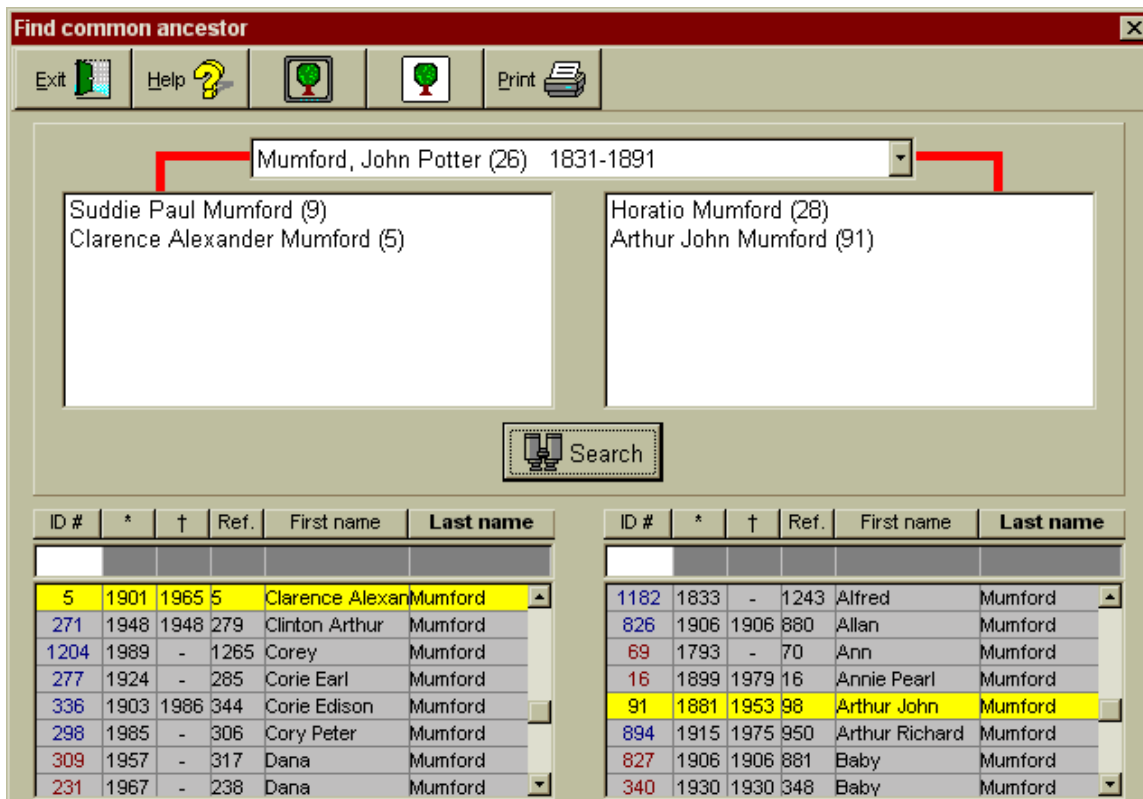 Find common ancestor
Exit Help Print
Mumford, John Potter (26) 1831-1891
Suddie Paul Mumford (9)
Clarence Alexander Mumford (5)
Horatio Mumford (28)
Arthur John Mumford (91)
Search
ID # * † Ref. First name Last name
5 1901 1965 5 Clarence Alexan Mumford
271 1948 1948 279 Clinton Arthur Mumford
1204 1989 - 1265 Corey Mumford
277 1924 - 285 Corie Earl Mumford
336 1903 1986 344 Corie Edison Mumford
298 1985 - 306 Cory Peter Mumford
309 1957 - 317 Dana Mumford
231 1967 - 238 Dana Mumford
ID # * † Ref. First name Last name
1182 1833 - 1243 Alfred Mumford
826 1906 1906 880 Allan Mumford
69 1793 - 70 Ann Mumford
16 1899 1979 16 Annie Pearl Mumford
91 1881 1953 98 Arthur John Mumford
894 1915 1975 950 Arthur Richard Mumford
827 1906 1906 881 Baby Mumford
340 1930 1930 348 Baby Mumford